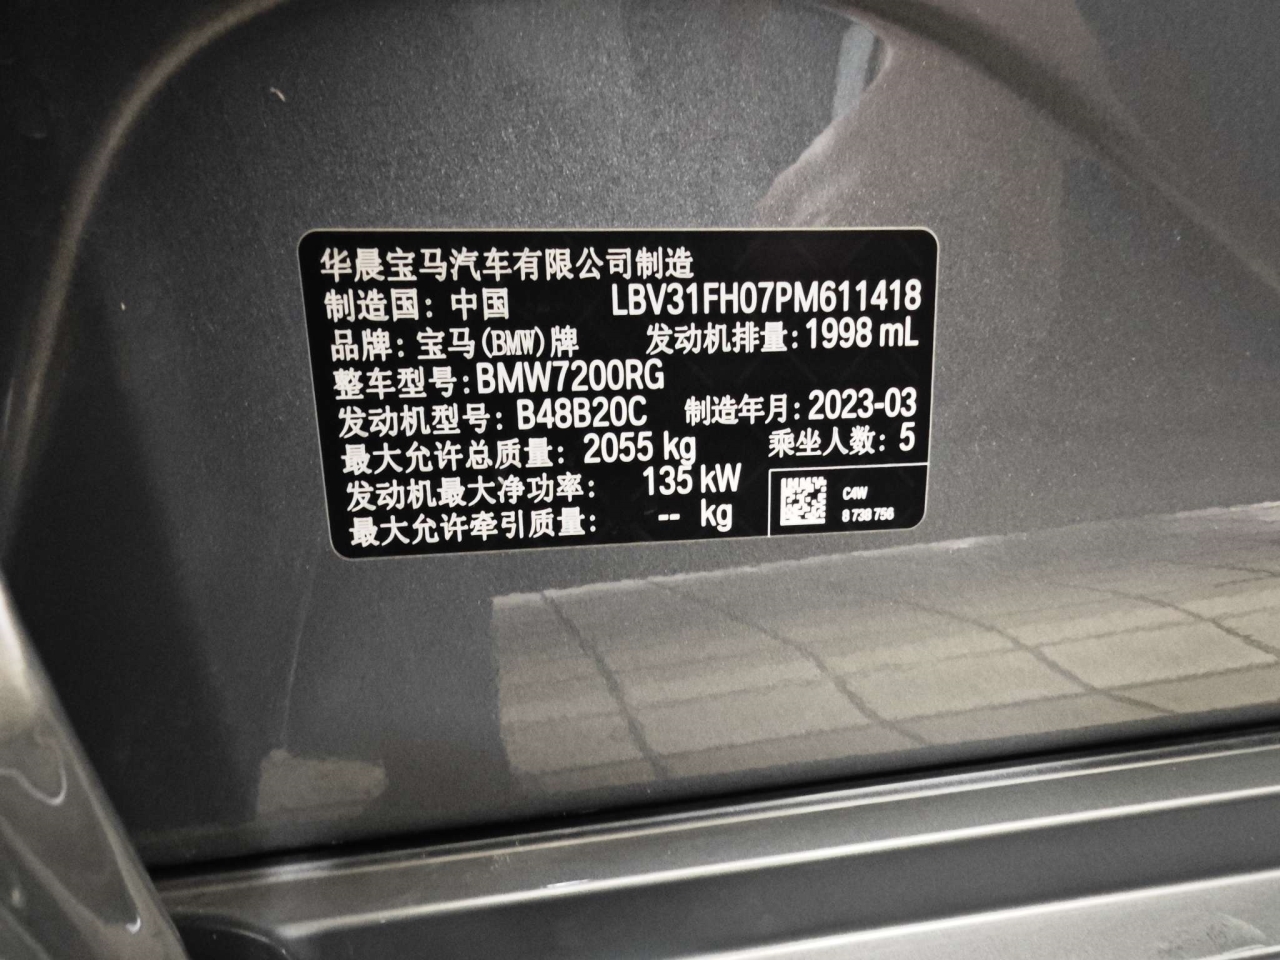 华晨宝马汽车有限公司制造
制造国：中国 LBV31FH07PM611418
品牌：宝马(BMW)牌 发动机排量：1998 mL
整车型号：BMW7200RG
发动机型号：B48B20C 制造年月：2023-03
最大允许总质量：2055 kg 乘坐人数：5
发动机最大净功率：135 kW
最大允许牵引质量：-- kg
C4W
8 738 756